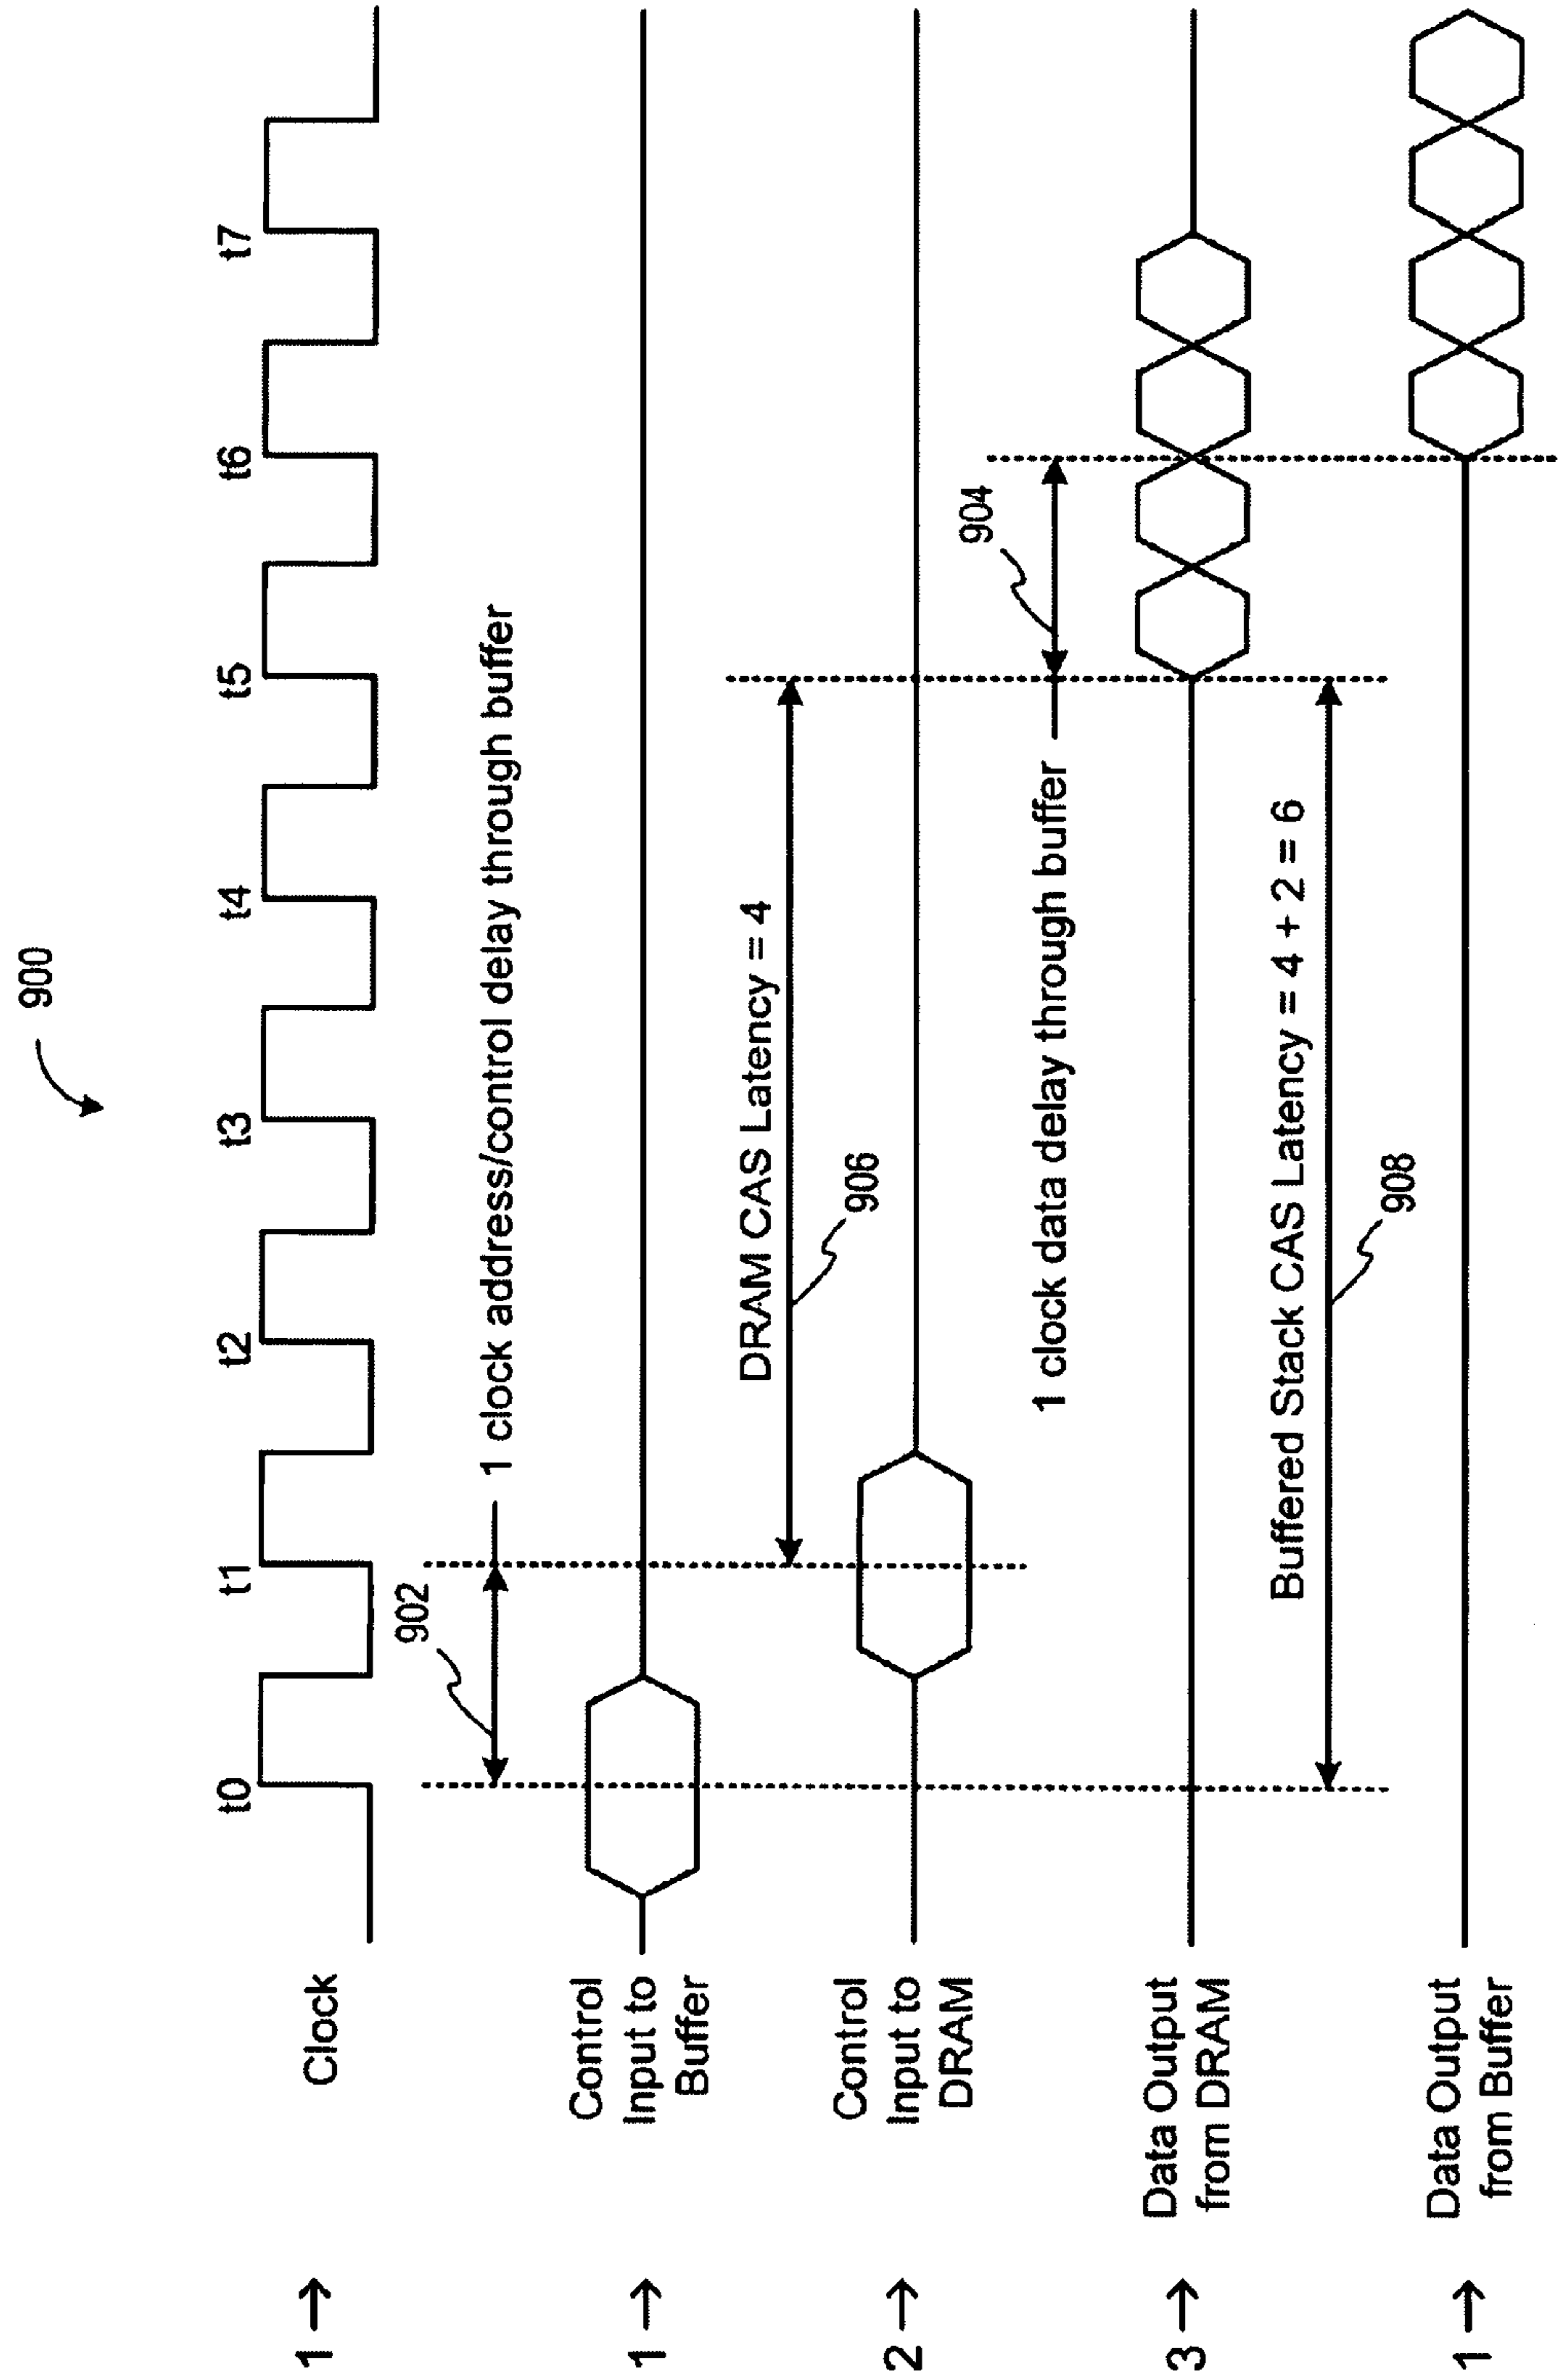 900
t0 t1 t2 t3 t4 t5 t6 t7
1 → Clock
902
1 clock address/control delay through buffer
1 → Control
Input to
Buffer
DRAM CAS Latency = 4
906
2 → Control
Input to
DRAM
904
1 clock data delay through buffer
3 → Data Output
from DRAM
Buffered Stack CAS Latency = 4 + 2 = 6
908
1 → Data Output
from Buffer